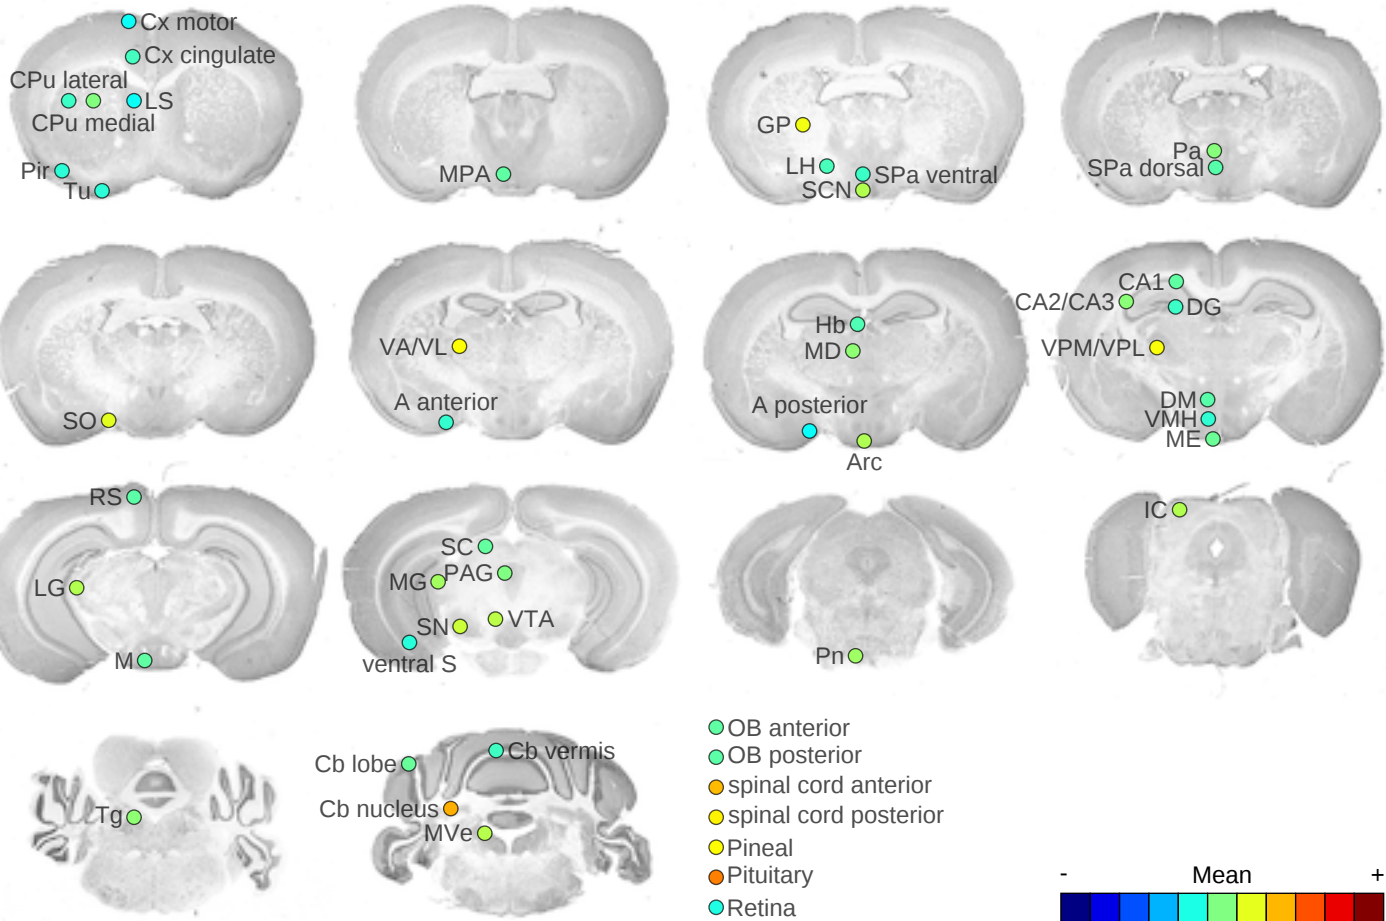 Cx motor
Cx cingulate
CPu lateral
LS
CPu medial
Pir
Tu
MPA
GP
LH
SPa ventral
SCN
Pa
SPa dorsal
SO
VA/VL
A anterior
Hb
MD
A posterior
Arc
CA1
CA2/CA3
DG
VPM/VPL
DM
VMH
ME
RS
LG
M
SC
PAG
MG
SN
VTA
ventral S
Pn
IC
Tg
Cb lobe
Cb vermis
Cb nucleus
MVe
OB anterior
OB posterior
spinal cord anterior
spinal cord posterior
Pineal
Pituitary
Retina
- Mean +